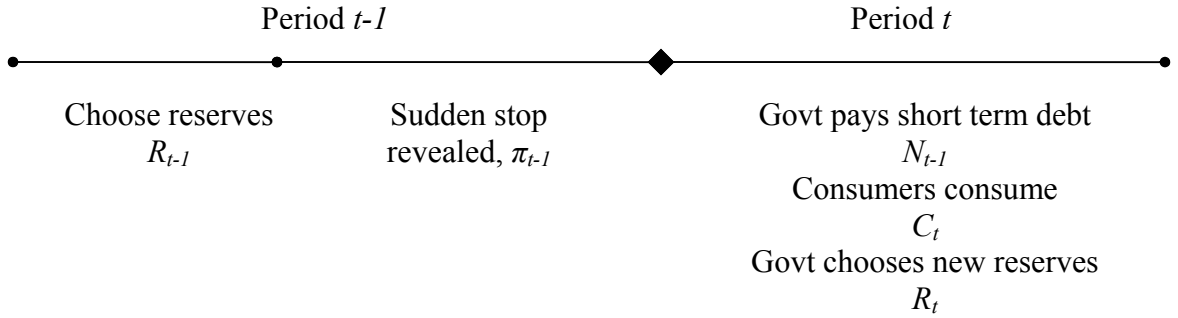 Period t-1
Period t
Choose reserves
R_{t-1}
Sudden stop
revealed, π_{t-1}
Govt pays short term debt
N_{t-1}
Consumers consume
C_t
Govt chooses new reserves
R_t